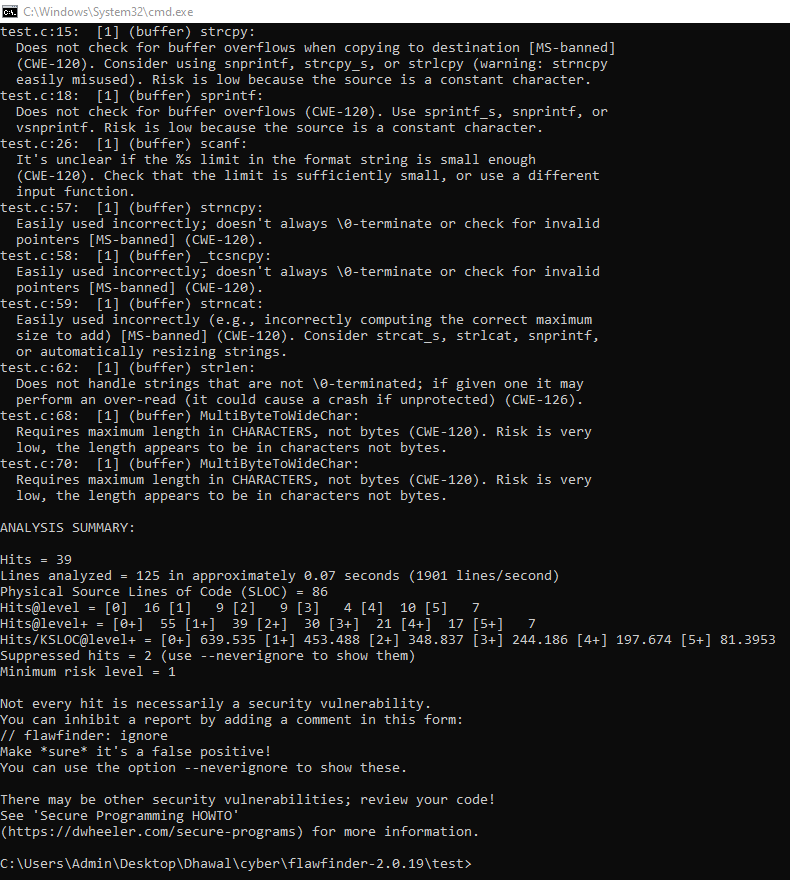 C:\Windows\System32\cmd.exe
test.c:15:  [1] (buffer) strcpy:
  Does not check for buffer overflows when copying to destination [MS-banned]
  (CWE-120). Consider using snprintf, strcpy_s, or strlcpy (warning: strncpy
  easily misused). Risk is low because the source is a constant character.
test.c:18:  [1] (buffer) sprintf:
  Does not check for buffer overflows (CWE-120). Use sprintf_s, snprintf, or
  vsnprintf. Risk is low because the source is a constant character.
test.c:26:  [1] (buffer) scanf:
  It's unclear if the %s limit in the format string is small enough
  (CWE-120). Check that the limit is sufficiently small, or use a different
  input function.
test.c:57:  [1] (buffer) strncpy:
  Easily used incorrectly; doesn't always \0-terminate or check for invalid
  pointers [MS-banned] (CWE-120).
test.c:58:  [1] (buffer) _tcsncpy:
  Easily used incorrectly; doesn't always \0-terminate or check for invalid
  pointers [MS-banned] (CWE-120).
test.c:59:  [1] (buffer) strncat:
  Easily used incorrectly (e.g., incorrectly computing the correct maximum
  size to add) [MS-banned] (CWE-120). Consider strcat_s, strlcat, snprintf,
  or automatically resizing strings.
test.c:62:  [1] (buffer) strlen:
  Does not handle strings that are not \0-terminated; if given one it may
  perform an over-read (it could cause a crash if unprotected) (CWE-126).
test.c:68:  [1] (buffer) MultiByteToWideChar:
  Requires maximum length in CHARACTERS, not bytes (CWE-120). Risk is very
  low, the length appears to be in characters not bytes.
test.c:70:  [1] (buffer) MultiByteToWideChar:
  Requires maximum length in CHARACTERS, not bytes (CWE-120). Risk is very
  low, the length appears to be in characters not bytes.
ANALYSIS SUMMARY:
Hits = 39
Lines analyzed = 125 in approximately 0.07 seconds (1901 lines/second)
Physical Source Lines of Code (SLOC) = 86
Hits@level = [0]  16 [1]   9 [2]   9 [3]   4 [4]  10 [5]   7
Hits@level+ = [0+]  55 [1+]  39 [2+]  30 [3+]  21 [4+]  17 [5+]   7
Hits/KSLOC@level+ = [0+] 639.535 [1+] 453.488 [2+] 348.837 [3+] 244.186 [4+] 197.674 [5+] 81.3953
Suppressed hits = 2 (use --neverignore to show them)
Minimum risk level = 1
Not every hit is necessarily a security vulnerability.
You can inhibit a report by adding a comment in this form:
// flawfinder: ignore
Make *sure* it's a false positive!
You can use the option --neverignore to show these.
There may be other security vulnerabilities; review your code!
See 'Secure Programming HOWTO'
(https://dwheeler.com/secure-programs) for more information.
C:\Users\Admin\Desktop\Dhawal\cyber\flawfinder-2.0.19\test>